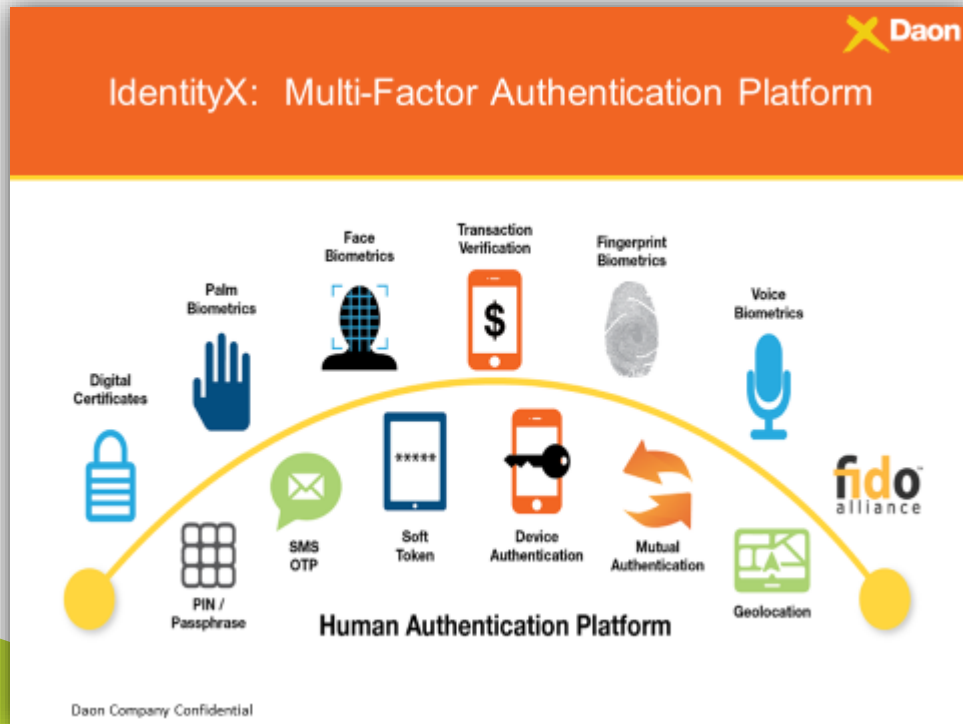 Daon
IdentityX: Multi-Factor Authentication Platform
Face
Biometrics
Transaction
Verification
Fingerprint
Biometrics
Palm
Biometrics
Voice
Biometrics
Digital
Certificates
$
*****
fido™
alliance
SMS
OTP
Soft
Token
Device
Authentication
Mutual
Authentication
PIN /
Passphrase
Geolocation
Human Authentication Platform
Daon Company Confidential